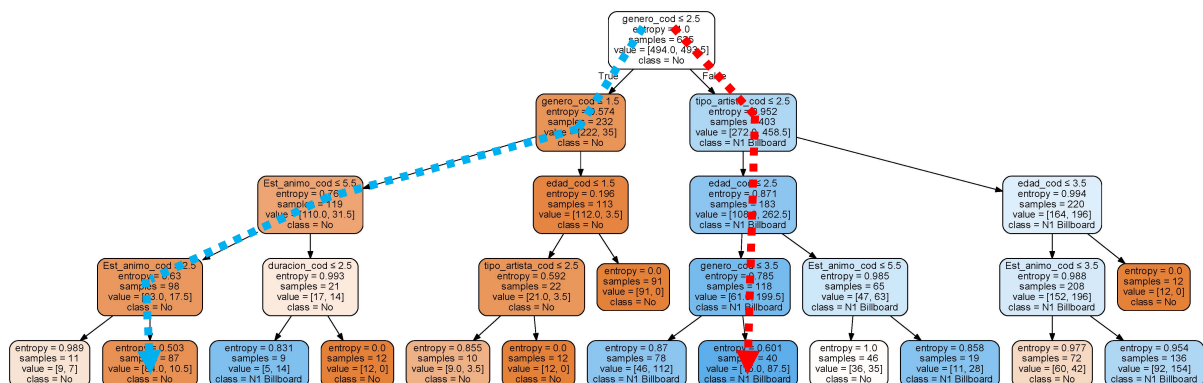 genero_cod ≤ 2.5
samples =
class = No
True
False
genero_cod ≤ 1.5
samples = 232
value = [222, 35]
class = No
tipo_artista_cod ≤ 2.5
samples = 403
class = N1 Billboard
Est_animo_cod ≤ 5.5
samples = 119
value = [110.0, 31.5]
class = No
edad_cod ≤ 1.5
entropy = 0.196
samples = 113
value = [112.0, 3.5]
class = No
edad_cod ≤ 2.5
entropy = 0.871
samples = 183
262.5]
class = N1 Billboard
edad_cod ≤ 3.5
entropy = 0.994
samples = 220
value = [164, 196]
class = N1 Billboard
Est_animo_cod ≤ 2.5
samples = 98
17.5]
class = No
duracion_cod ≤ 2.5
entropy = 0.993
samples = 21
value = [17, 14]
class = No
tipo_artista_cod ≤ 2.5
entropy = 0.592
samples = 22
value = [21.0, 3.5]
class = No
entropy = 0.0
samples = 91
value = [91, 0]
class = No
genero_cod ≤ 3.5
entropy = 0.785
samples = 118
199.5]
class = N1 Billboard
Est_animo_cod ≤ 5.5
entropy = 0.985
samples = 65
value = [47, 63]
class = N1 Billboard
Est_animo_cod ≤ 3.5
entropy = 0.988
samples = 208
value = [152, 196]
class = N1 Billboard
entropy = 0.0
samples = 12
value = [12, 0]
class = No
entropy = 0.989
samples = 11
value = [9, 7]
class = No
entropy = 0.503
samples = 87
10.5]
class = No
entropy = 0.831
samples = 9
value = [5, 14]
class = N1 Billboard
entropy = 0.0
samples = 12
value = [12, 0]
class = No
entropy = 0.855
samples = 10
value = [9.0, 3.5]
class = No
entropy = 0.0
samples = 12
value = [12, 0]
class = No
entropy = 0.87
samples = 78
value = [46, 112]
class = N1 Billboard
entropy = 0.601
samples = 40
87.5]
class = N1 Billboard
entropy = 1.0
samples = 46
value = [36, 35]
class = No
entropy = 0.858
samples = 19
value = [11, 28]
class = N1 Billboard
entropy = 0.977
samples = 72
value = [60, 42]
class = No
entropy = 0.954
samples = 136
value = [92, 154]
class = N1 Billboard